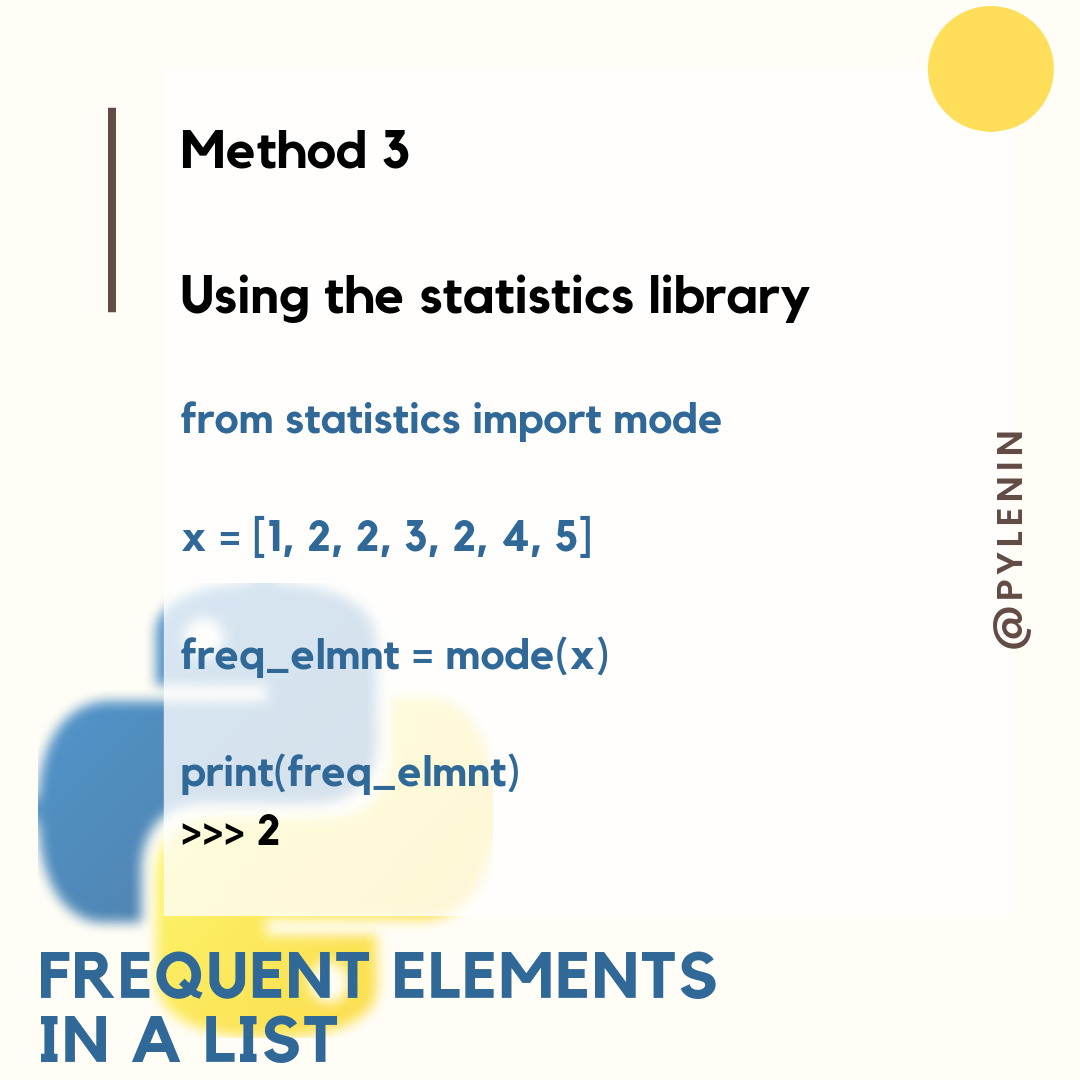 Method 3
Using the statistics library
from statistics import mode
x = [1, 2, 2, 3, 2, 4, 5]
freq_elmnt = mode(x)
print(freq_elmnt)
>>> 2
@PYLENIN
FREQUENT ELEMENTS
IN A LIST